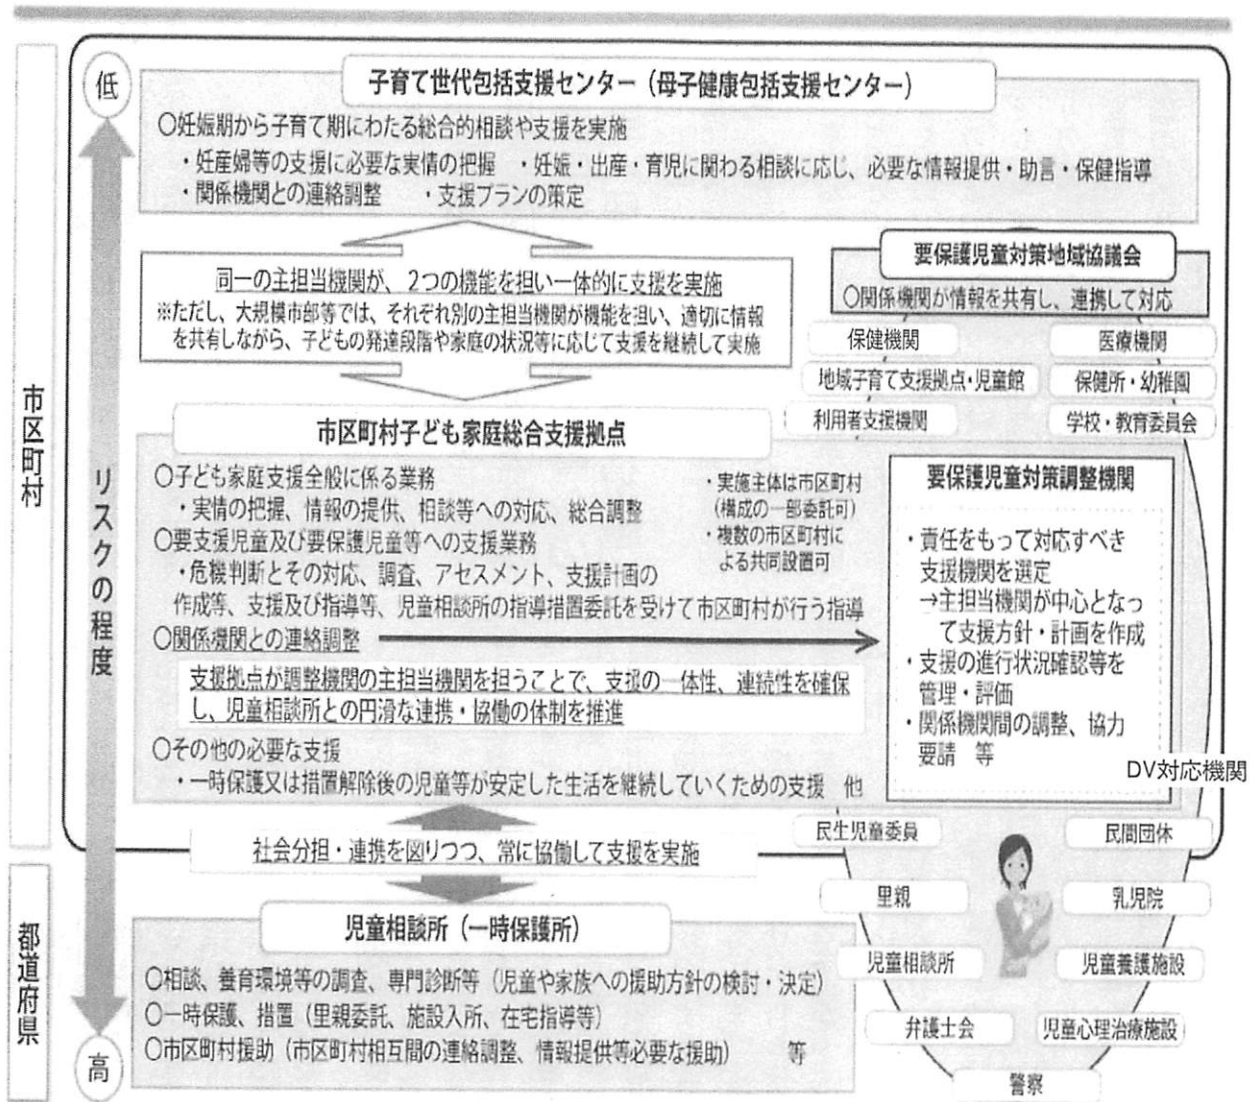 市区町村
都道府県
低
リスクの程度
高
子育て世代包括支援センター（母子健康包括支援センター）
〇妊娠期から子育て期にわたる総合的相談や支援を実施
・妊産婦等の支援に必要な実情の把握　・妊娠・出産・育児に関わる相談に応じ、必要な情報提供・助言・保健指導
・関係機関との連絡調整　・支援プランの策定
同一の主担当機関が、2つの機能を担い一体的に支援を実施
※ただし、大規模市部等では、それぞれ別の主担当機関が機能を担い、適切に情報
を共有しながら、子どもの発達段階や家庭の状況等に応じて支援を継続して実施
市区町村子ども家庭総合支援拠点
〇子ども家庭支援全般に係る業務
・実情の把握、情報の提供、相談等への対応、総合調整
〇要支援児童及び要保護児童等への支援業務
・危機判断とその対応、調査、アセスメント、支援計画の
作成等、支援及び指導等、児童相談所の指導措置委託を受けて市区町村が行う指導
〇関係機関との連絡調整
支援拠点が調整機関の主担当機関を担うことで、支援の一体性、連続性を確保
し、児童相談所との円滑な連携・協働の体制を推進
〇その他の必要な支援
・一時保護又は措置解除後の児童等が安定した生活を継続していくための支援　他
・実施主体は市区町村
（構成の一部委託可）
・複数の市区町村に
よる共同設置可
社会分担・連携を図りつつ、常に協働して支援を実施
児童相談所（一時保護所）
〇相談、養育環境等の調査、専門診断等（児童や家族への援助方針の検討・決定）
〇一時保護、措置（里親委託、施設入所、在宅指導等）
〇市区町村援助（市区町村相互間の連絡調整、情報提供等必要な援助）　等
要保護児童対策地域協議会
〇関係機関が情報を共有し、連携して対応
保健機関
医療機関
地域子育て支援拠点・児童館
保健所・幼稚園
利用者支援機関
学校・教育委員会
要保護児童対策調整機関
・責任をもって対応すべき
支援機関を選定
→主担当機関が中心となっ
て支援方針・計画を作成
・支援の進行状況確認等を
管理・評価
・関係機関間の調整、協力
要請　等
DV対応機関
民生児童委員
民間団休
里親
乳児院
児童相談所
児童養護施設
弁護士会
児童心理治療施設
警察